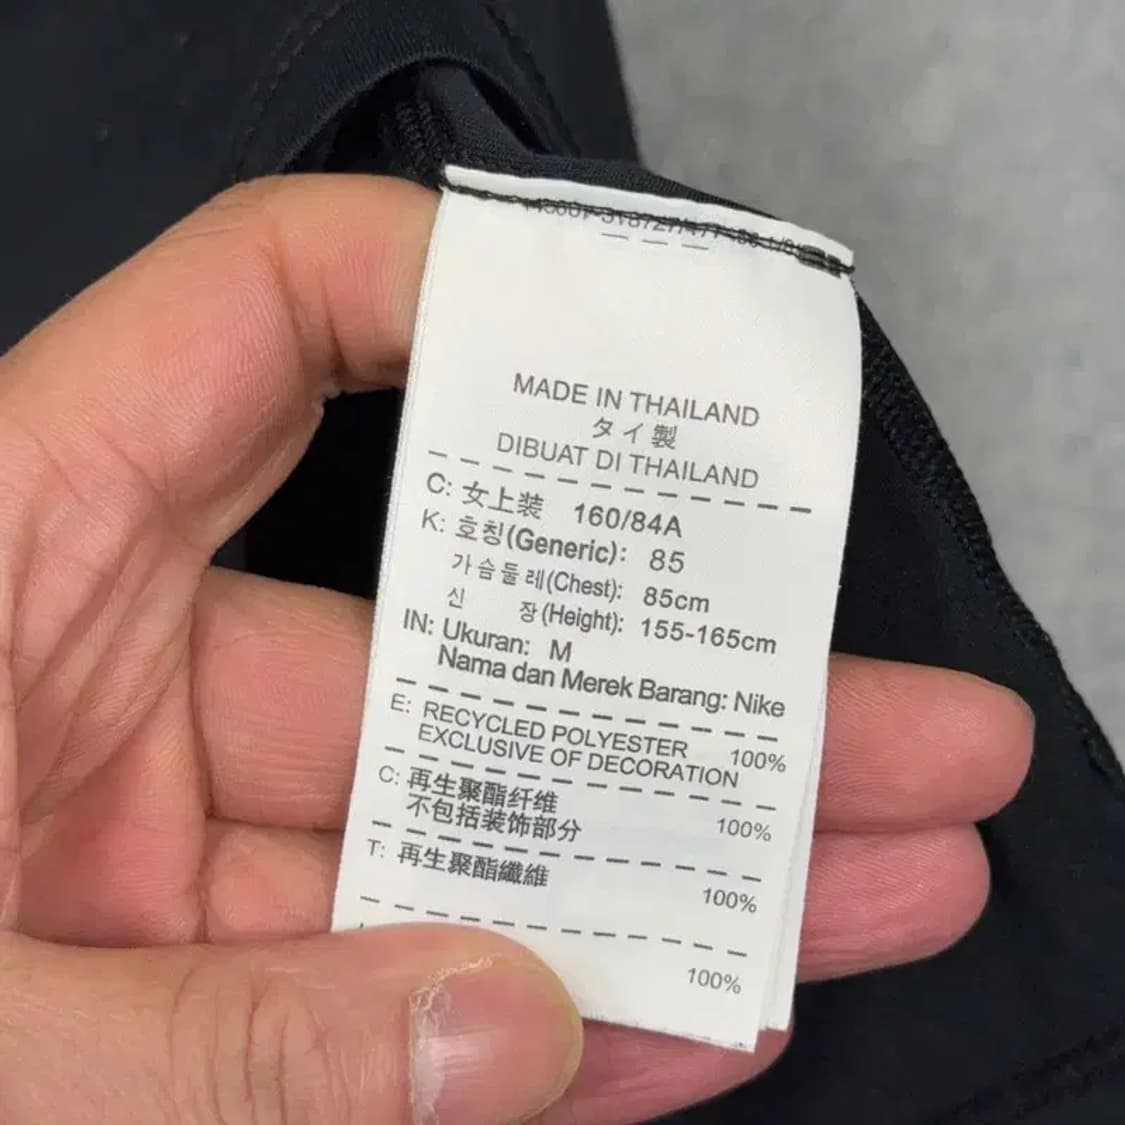 MADE IN THAILAND
タイ製
DIBUAT DI THAILAND
C: 女上装 160/84A
K: 호칭(Generic): 85
가슴둘레(Chest): 85cm
신 장(Height): 155-165cm
IN: Ukuran: M
Nama dan Merek Barang: Nike
E: RECYCLED POLYESTER 100%
EXCLUSIVE OF DECORATION
C: 再生聚酯纤维 100%
不包括装饰部分
T: 再生聚酯纖維 100%
100%